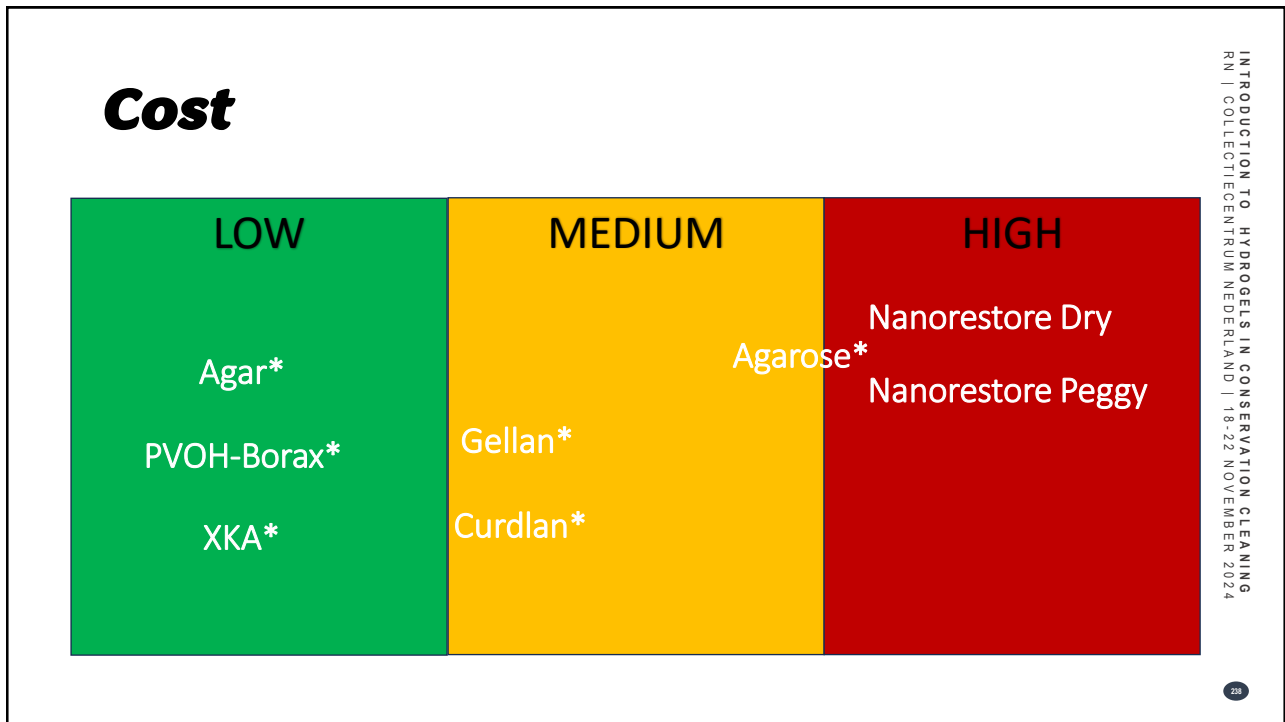 Cost
LOW
MEDIUM
HIGH
Agar*
PVOH-Borax*
XKA*
Gellan*
Curdlan*
Agarose*
Nanorestore Dry
Nanorestore Peggy
INTRODUCTION TO HYDROGELS IN CONSERVATION CLEANING
RN | COLLECTIECENTRUM NEDERLAND | 18-22 NOVEMBER 2024
238